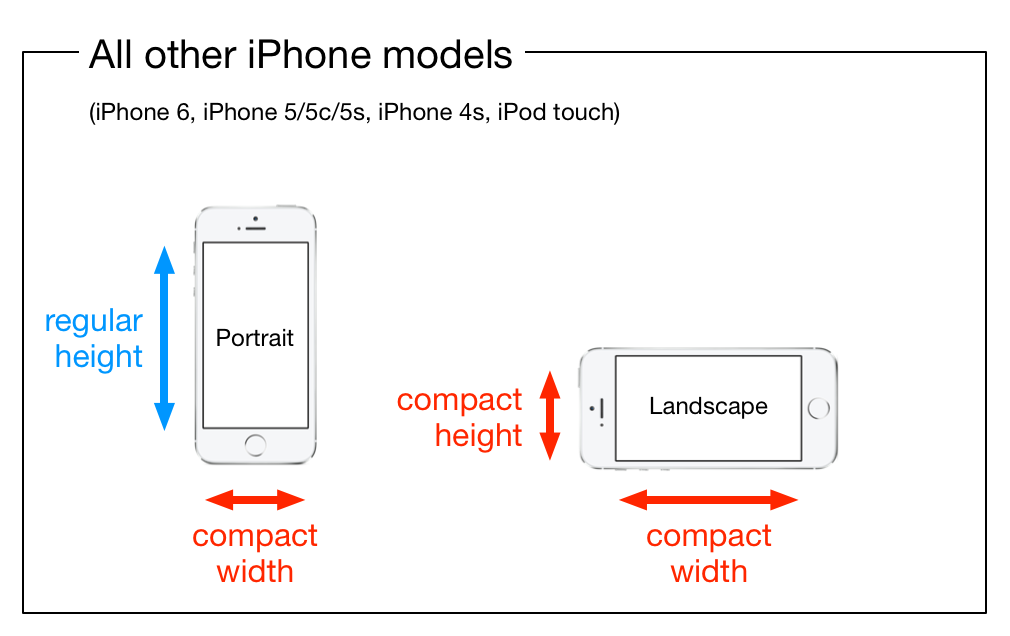 All other iPhone models
(iPhone 6, iPhone 5/5c/5s, iPhone 4s, iPod touch)
regular
height
Portrait
compact
width
compact
height
Landscape
compact
width